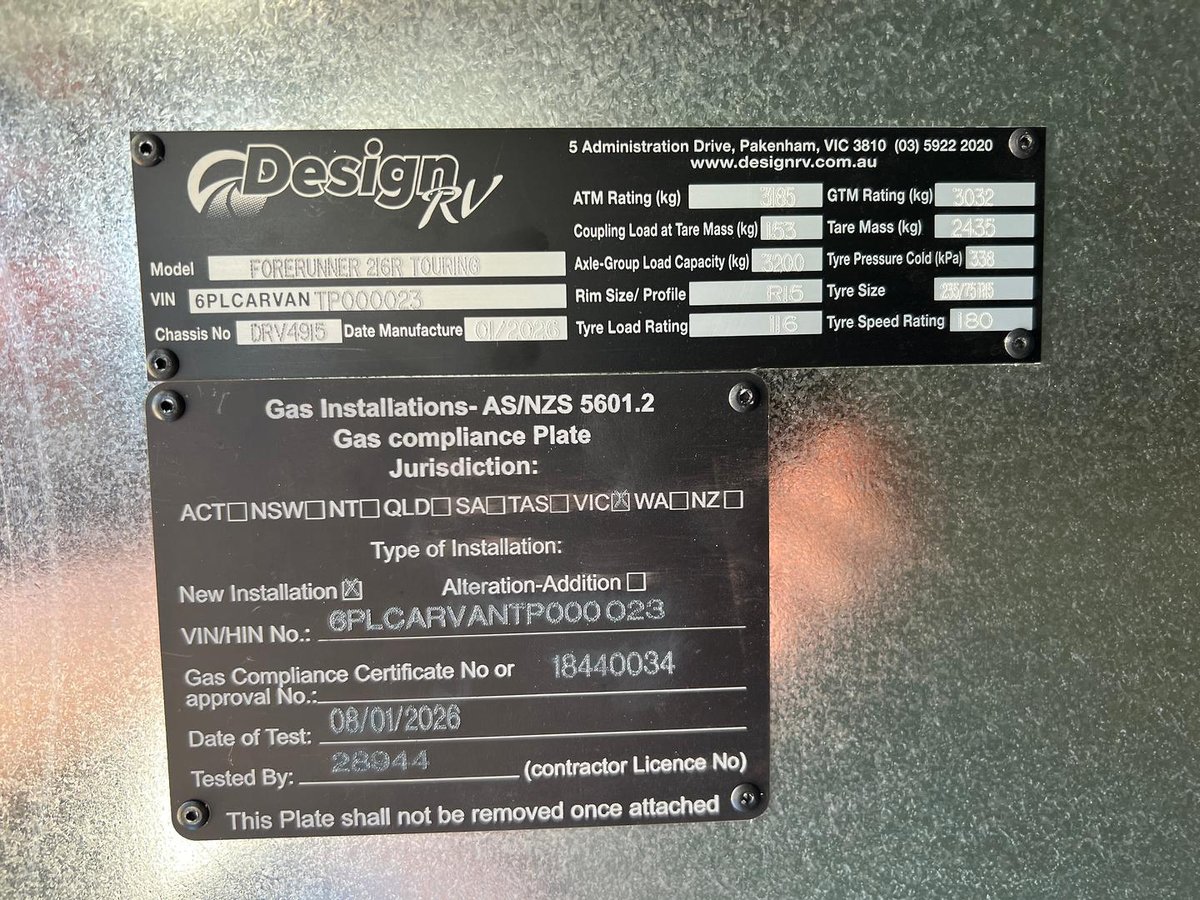 Design RV
5 Administration Drive, Pakenham, VIC 3810 (03) 5922 2020
www.designrv.com.au
ATM Rating (kg) 3185 GTM Rating (kg) 3032
Coupling Load at Tare Mass (kg) 153 Tare Mass (kg) 2435
Model FORERUNNER 216R TOURING
Axle-Group Load Capacity (kg) 3200 Tyre Pressure Cold (kPa) 338
VIN 6PLCARVANTP000023
Rim Size/ Profile R15 Tyre Size 235/75R15
Chassis No DRV4915 Date Manufacture 01/2026
Tyre Load Rating 116 Tyre Speed Rating 180
Gas Installations- AS/NZS 5601.2
Gas compliance Plate
Jurisdiction:
ACT☐NSW☐NT☐QLD☐SA☐TAS☐VIC☒WA☐NZ☐
Type of Installation:
New Installation☒ Alteration-Addition☐
VIN/HIN No.: 6PLCARVANTP000023
Gas Compliance Certificate No or 18440034
approval No.:
Date of Test: 08/01/2026
Tested By: 28944 (contractor Licence No)
This Plate shall not be removed once attached